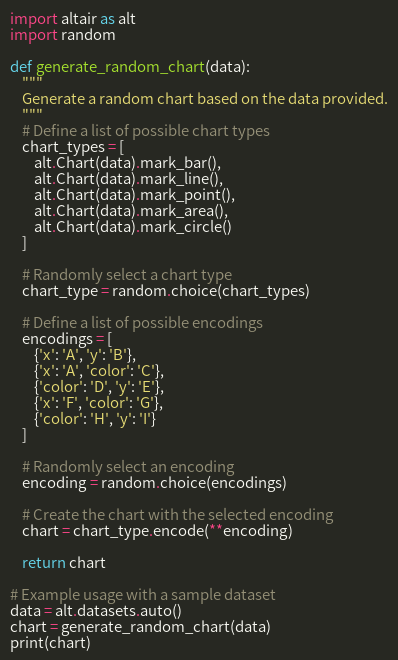 import altair as alt
import random

def generate_random_chart(data):
    """
    Generate a random chart based on the data provided.
    """
    # Define a list of possible chart types
    chart_types = [
        alt.Chart(data).mark_bar(),
        alt.Chart(data).mark_line(),
        alt.Chart(data).mark_point(),
        alt.Chart(data).mark_area(),
        alt.Chart(data).mark_circle()
    ]

    # Randomly select a chart type
    chart_type = random.choice(chart_types)

    # Define a list of possible encodings
    encodings = [
        {'x': 'A', 'y': 'B'},
        {'x': 'A', 'color': 'C'},
        {'color': 'D', 'y': 'E'},
        {'x': 'F', 'color': 'G'},
        {'color': 'H', 'y': 'I'}
    ]

    # Randomly select an encoding
    encoding = random.choice(encodings)

    # Create the chart with the selected encoding
    chart = chart_type.encode(**encoding)

    return chart

# Example usage with a sample dataset
data = alt.datasets.auto()
chart = generate_random_chart(data)
print(chart)